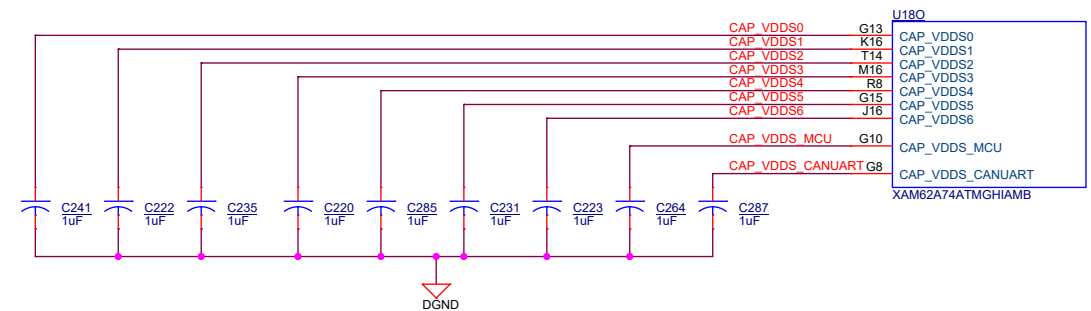 U18O
CAP_VDDS0 G13 CAP_VDDS0
CAP_VDDS1 K16 CAP_VDDS1
CAP_VDDS2 T14 CAP_VDDS2
CAP_VDDS3 M16 CAP_VDDS3
CAP_VDDS4 R8 CAP_VDDS4
CAP_VDDS5 G15 CAP_VDDS5
CAP_VDDS6 J16 CAP_VDDS6
CAP_VDDS_MCU G10 CAP_VDDS_MCU
CAP_VDDS_CANUART G8 CAP_VDDS_CANUART
XAM62A74ATMGHIAMB
C241 C222 C235 C220 C285 C231 C223 C264 C287
1uF 1uF 1uF 1uF 1uF 1uF 1uF 1uF 1uF
DGND